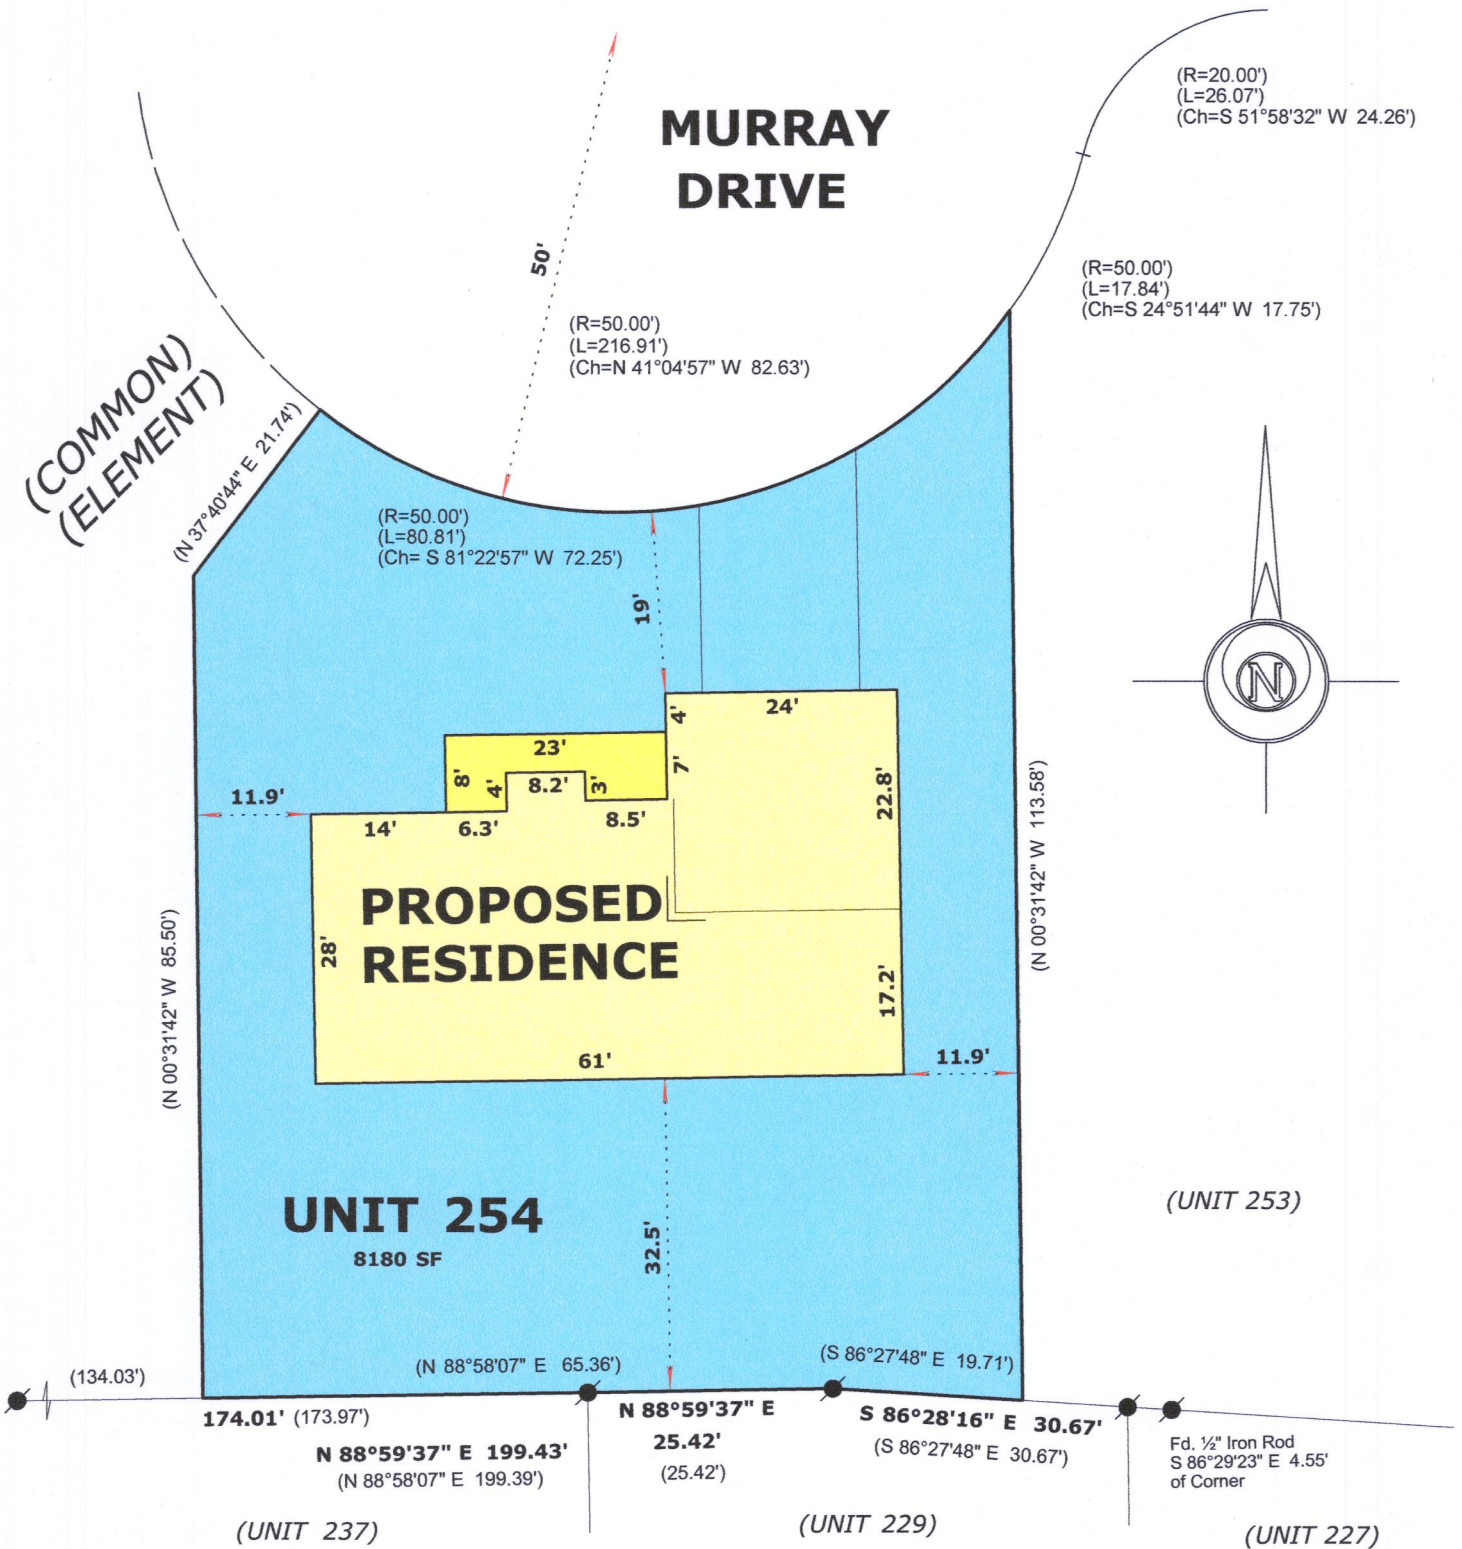 MURRAY
DRIVE
(R=20.00')
(L=26.07')
(Ch=S 51°58'32" W 24.26')
50'
(R=50.00')
(L=17.84')
(Ch=S 24°51'44" W 17.75')
(R=50.00')
(L=216.91')
(Ch=N 41°04'57" W 82.63')
(COMMON)
(ELEMENT)
(N 37°40'44" E 21.74')
(R=50.00')
(L=80.81')
(Ch= S 81°22'57" W 72.25')
19'
N
24'
4'
23'
7'
8'
4'
8.2'
3'
22.8'
11.9'
14'
6.3'
8.5'
(N 00°31'42" W 113.58')
PROPOSED
RESIDENCE
28'
17.2'
(N 00°31'42" W 85.50')
61'
11.9'
UNIT 254
8180 SF
32.5'
(UNIT 253)
(134.03')
(N 88°58'07" E 65.36')
(S 86°27'48" E 19.71')
174.01' (173.97')
N 88°59'37" E
25.42'
(25.42')
S 86°28'16" E 30.67'
(S 86°27'48" E 30.67')
N 88°59'37" E 199.43'
(N 88°58'07" E 199.39')
Fd. ½" Iron Rod
S 86°29'23" E 4.55'
of Corner
(UNIT 237)
(UNIT 229)
(UNIT 227)